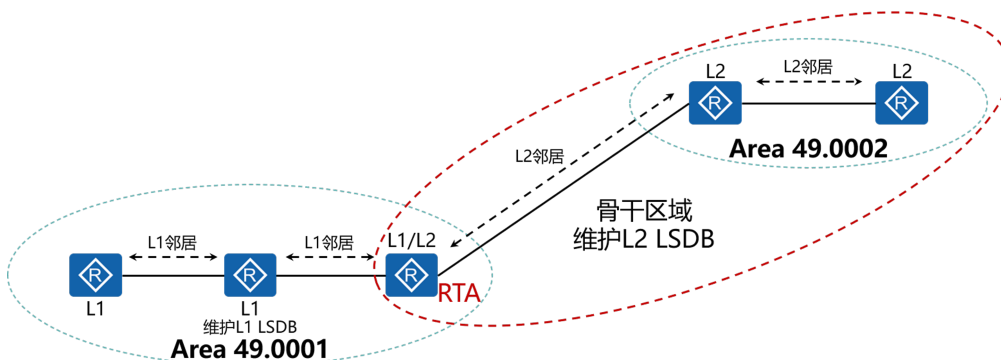 L2
L2邻居
L2
R
R
Area 49.0002
L2邻居
骨干区域
维护L2 LSDB
L1邻居
L1邻居
L1/L2
R
R
R
RTA
L1
L1
维护L1 LSDB
Area 49.0001